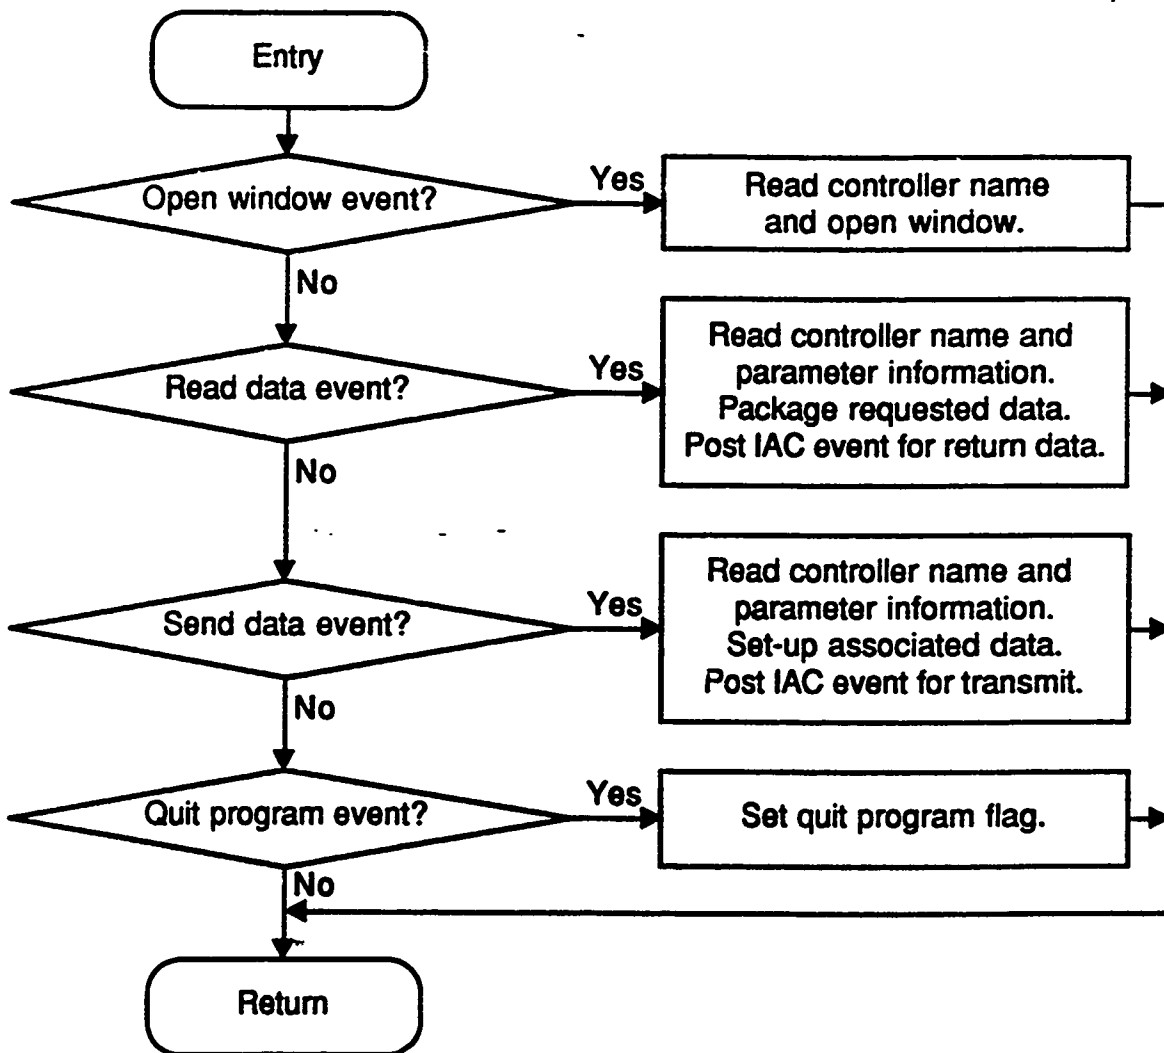 Entry
Open window event?
Yes
Read controller name
and open window.
No
Read data event?
Yes
Read controller name and
parameter information.
Package requested data.
Post IAC event for return data.
No
Send data event?
Yes
Read controller name and
parameter information.
Set-up associated data.
Post IAC event for transmit.
No
Quit program event?
Yes
Set quit program flag.
No
Return